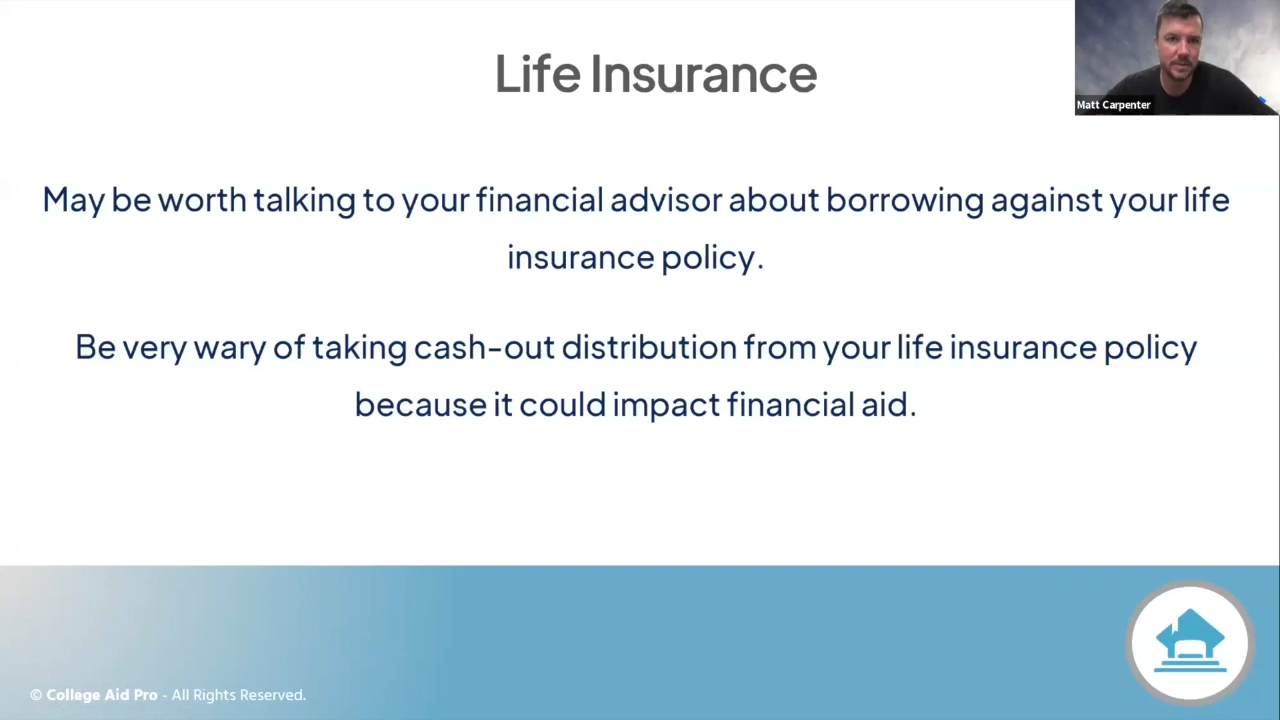 Life Insurance
Matt Carpenter
May be worth talking to your financial advisor about borrowing against your life
insurance policy.
Be very wary of taking cash-out distribution from your life insurance policy
because it could impact financial aid.
© College Aid Pro - All Rights Reserved.